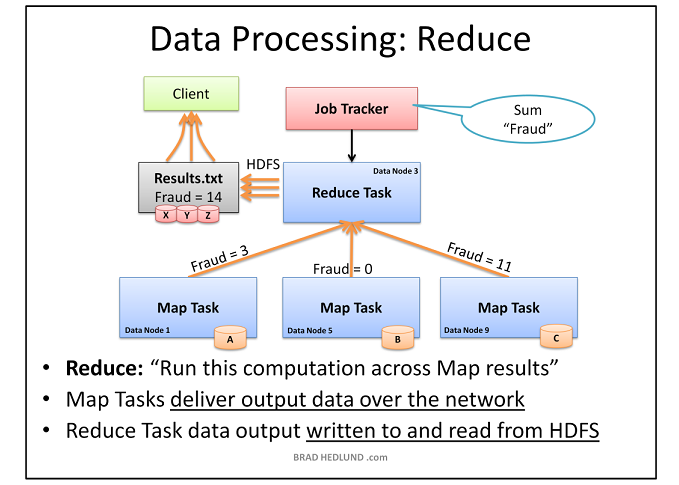 Data Processing: Reduce
Client
Job Tracker
Sum
“Fraud”
HDFS
Results.txt
Fraud = 14
X Y Z
Data Node 3
Reduce Task
Fraud = 3
Fraud = 0
Fraud = 11
Map Task
Data Node 1
A
Map Task
Data Node 5
B
Map Task
Data Node 9
C
• Reduce: “Run this computation across Map results”
• Map Tasks deliver output data over the network
• Reduce Task data output written to and read from HDFS
BRAD HEDLUND .com